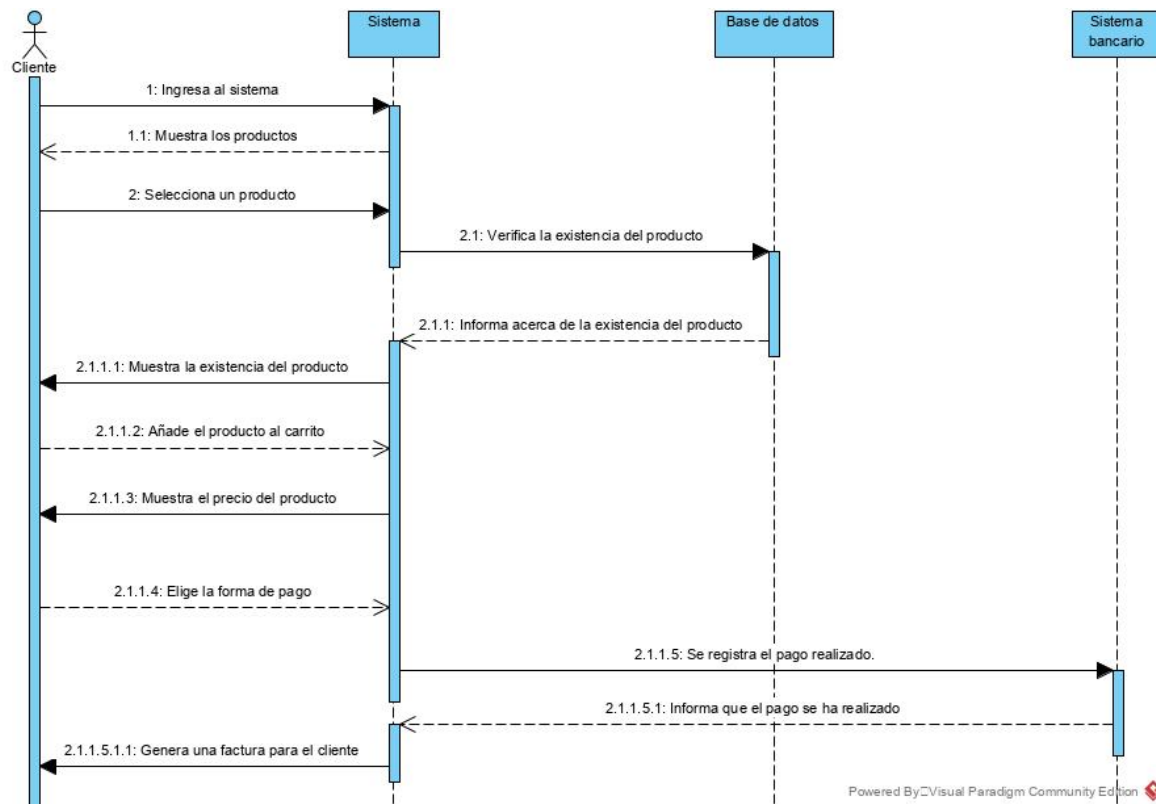 Sistema
Base de datos
Sistema
bancario
Cliente
1: Ingresa al sistema
1.1: Muestra los productos
2: Selecciona un producto
2.1: Verifica la existencia del producto
2.1.1: Informa acerca de la existencia del producto
2.1.1.1: Muestra la existencia del producto
2.1.1.2: Añade el producto al carrito
2.1.1.3: Muestra el precio del producto
2.1.1.4: Elige la forma de pago
2.1.1.5: Se registra el pago realizado.
2.1.1.5.1: Informa que el pago se ha realizado
2.1.1.5.1.1: Genera una factura para el cliente
Powered By Visual Paradigm Community Edition